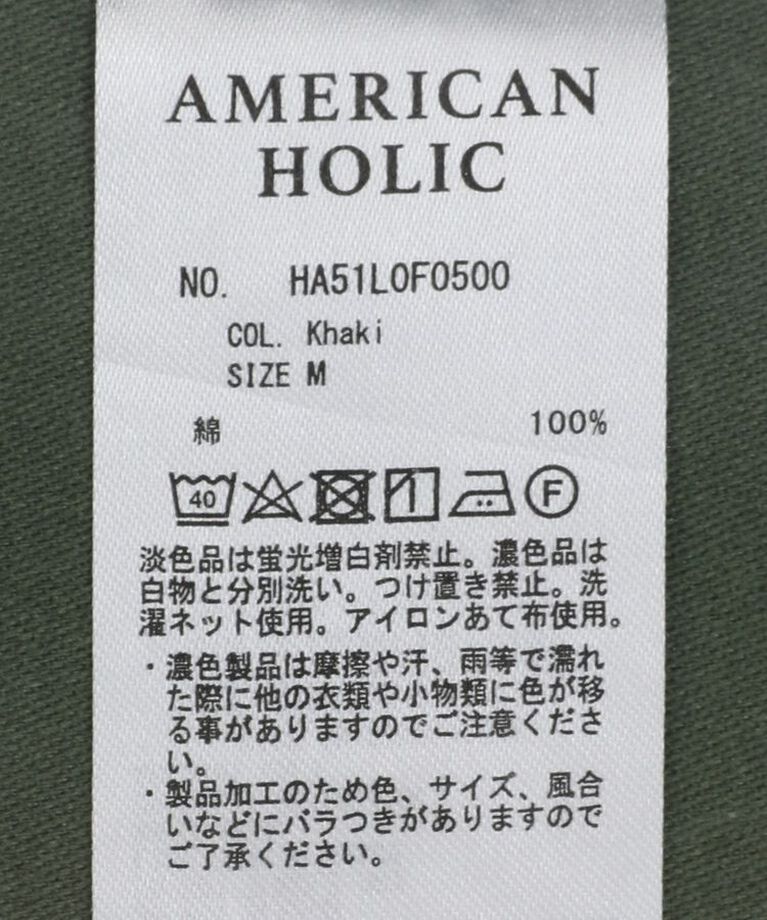 AMERICAN
HOLIC
NO. HA51L0F0500
COL. Khaki
SIZE M
綿 100%
40 F
淡色品は蛍光増白剤禁止。濃色品は
白物と分別洗い。つけ置き禁止。洗
濯ネット使用。アイロンあて布使用。
・濃色製品は摩擦や汗、雨等で濡れ
た際に他の衣類や小物類に色が移
る事がありますのでご注意くださ
い。
・製品加工のため色、サイズ、風合
いなどにバラつきがありますので
ご了承ください。